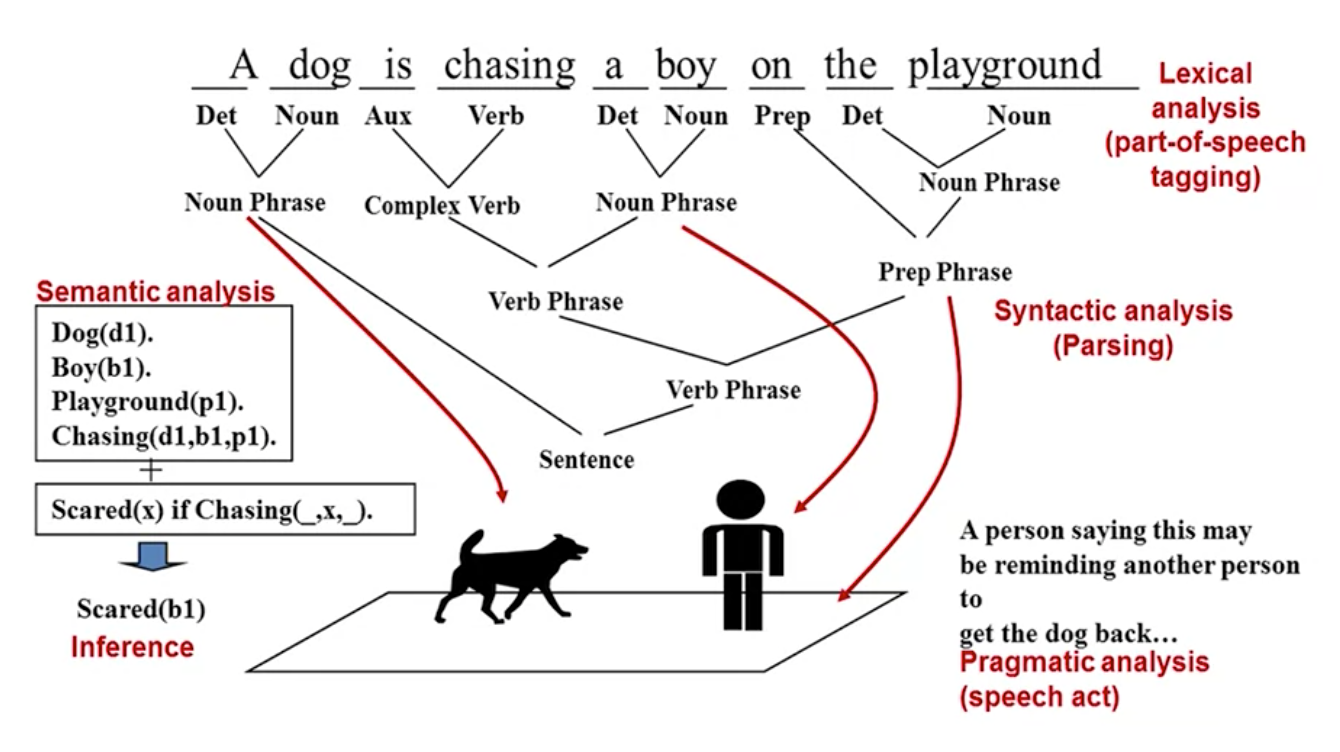 A dog is chasing a boy on the playground
Det Noun Aux Verb Det Noun Prep Det Noun
Lexical
analysis
(part-of-speech
tagging)
Noun Phrase
Noun Phrase Complex Verb Noun Phrase
Prep Phrase
Semantic analysis
Verb Phrase
Syntactic analysis
(Parsing)
Dog(d1).
Boy(b1).
Playground(p1).
Chasing(d1,b1,p1).
+
Verb Phrase
Sentence
Scared(x) if Chasing(_,x,_).
Scared(b1)
Inference
A person saying this may
be reminding another person
to
get the dog back…
Pragmatic analysis
(speech act)